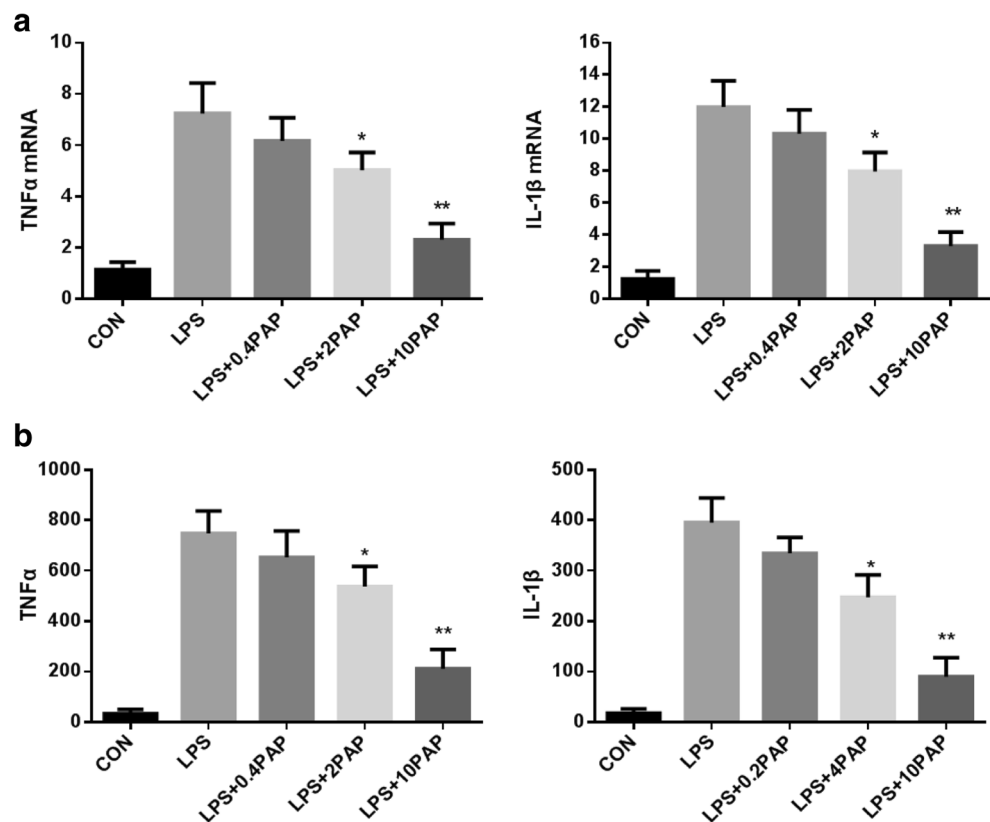 a
TNFα mRNA
10
8
6
4
2
0
*
**
CON
LPS
LPS+0.4PAP
LPS+2PAP
LPS+10PAP
IL-1β mRNA
16
14
12
10
8
6
4
2
0
*
**
CON
LPS
LPS+0.4PAP
LPS+2PAP
LPS+10PAP
b
TNFα
1000
800
600
400
200
0
*
**
CON
LPS
LPS+0.4PAP
LPS+2PAP
LPS+10PAP
IL-1β
500
400
300
200
100
0
*
**
CON
LPS
LPS+0.2PAP
LPS+4PAP
LPS+10PAP